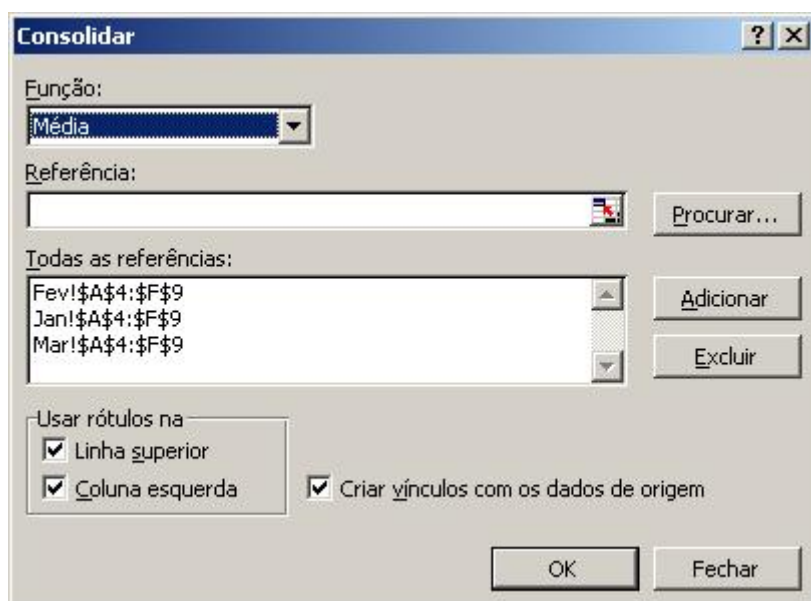 Consolidar
Função:
Média
Referência:
Procurar...
Todas as referências:
Fev!$A$4:$F$9
Jan!$A$4:$F$9
Mar!$A$4:$F$9
Adicionar
Excluir
Usar rótulos na
Linha superior
Coluna esquerda
Criar vínculos com os dados de origem
OK
Fechar